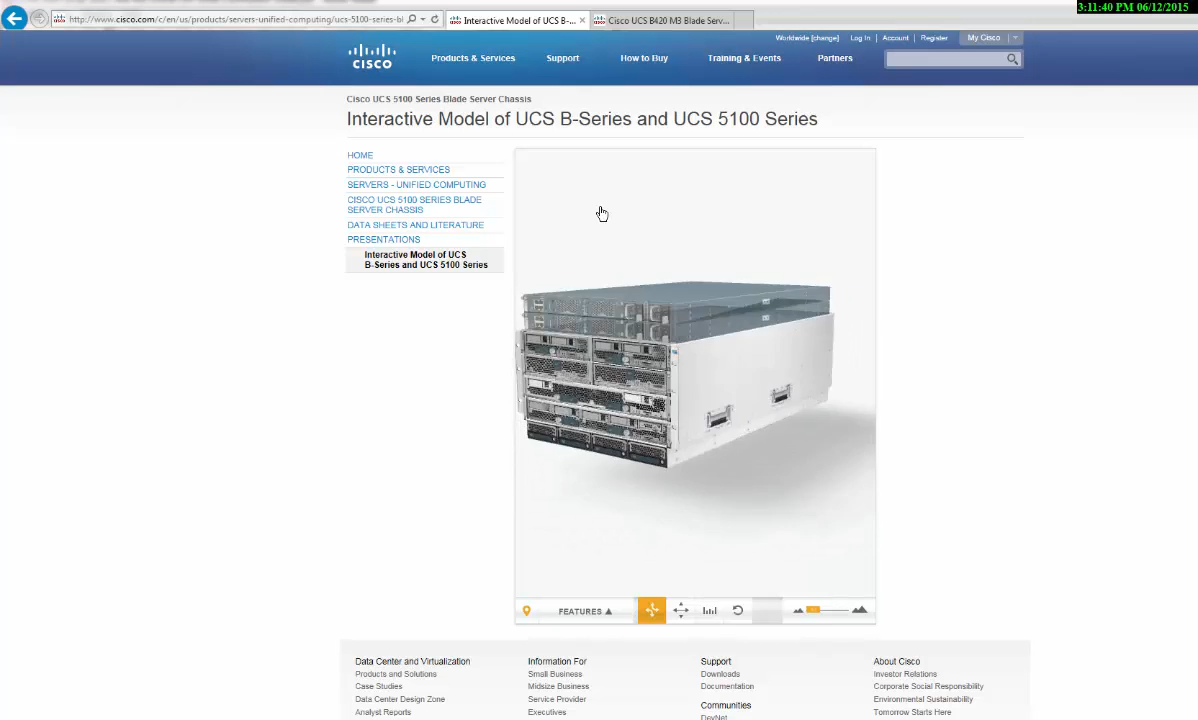 3:11:40 PM 06/12/2015
http://www.cisco.com/c/en/us/products/servers-unified-computing/ucs-5100-series-bl
Interactive Model of UCS B-...
Cisco UCS B420 M3 Blade Serv...
Worldwide [change] Log In | Account | Register My Cisco
CISCO
Products & Services Support How to Buy Training & Events Partners
Cisco UCS 5100 Series Blade Server Chassis
Interactive Model of UCS B-Series and UCS 5100 Series
HOME
PRODUCTS & SERVICES
SERVERS - UNIFIED COMPUTING
CISCO UCS 5100 SERIES BLADE
SERVER CHASSIS
DATA SHEETS AND LITERATURE
PRESENTATIONS
Interactive Model of UCS
B-Series and UCS 5100 Series
FEATURES
Data Center and Virtualization
Products and Solutions
Case Studies
Data Center Design Zone
Analyst Reports
Information For
Small Business
Midsize Business
Service Provider
Executives
Support
Downloads
Documentation
Communities
DevNet
About Cisco
Investor Relations
Corporate Social Responsibility
Environmental Sustainability
Tomorrow Starts Here